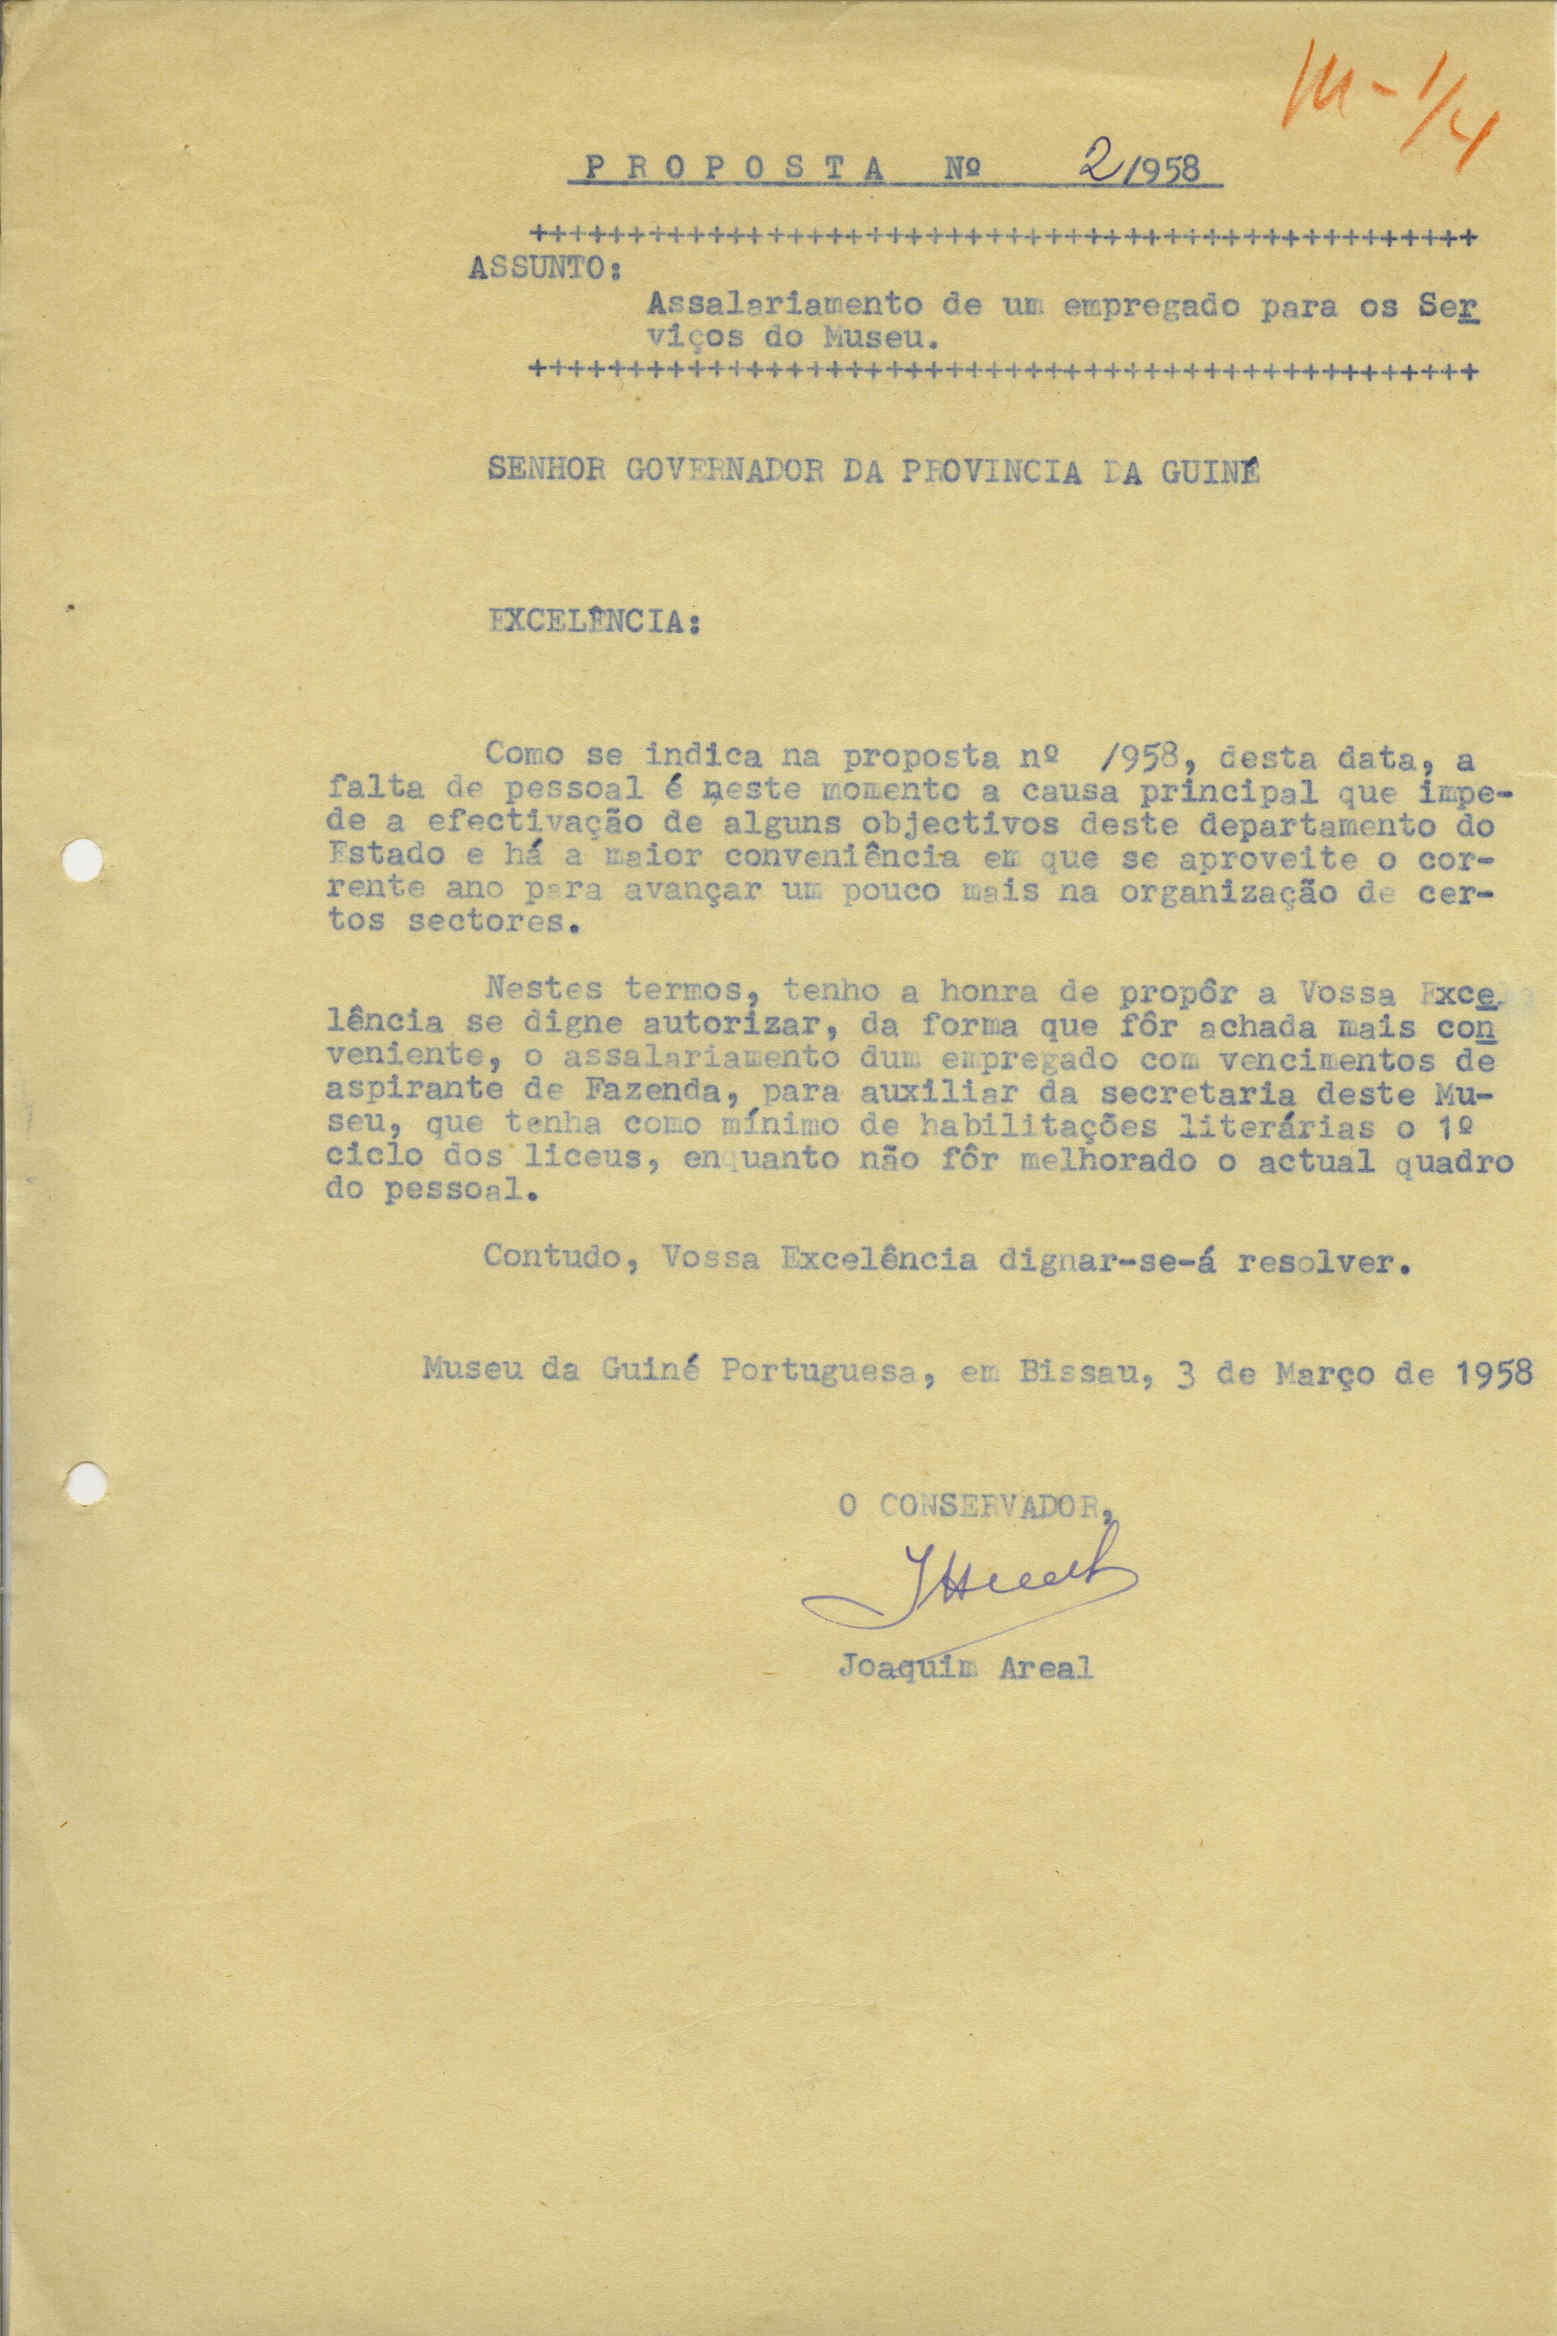 M-1/4
PROPOSTA Nº 2/958
++++++++++++++++++++++++++++++++++++++++++++++++
ASSUNTO:
Assalariamento de um empregado para os Ser
viços do Museu.
++++++++++++++++++++++++++++++++++++++++++++++++
SENHOR GOVERNADOR DA PROVINCIA DA GUINÉ
EXCELÊNCIA:
Como se indica na proposta nº /958, desta data, a
falta de pessoal é neste momento a causa principal que impe-
de a efectivação de alguns objectivos deste departamento do
Estado e há a maior conveniência em que se aproveite o cor-
rente ano para avançar um pouco mais na organização de cer-
tos sectores.
Nestes termos, tenho a honra de propôr a Vossa Exce
lência se digne autorizar, da forma que fôr achada mais con
veniente, o assalariamento dum empregado com vencimentos de
aspirante de Fazenda, para auxiliar da secretaria deste Mu-
seu, que tenha como mínimo de habilitações literárias o 1º
ciclo dos liceus, enquanto não fôr melhorado o actual quadro
do pessoal.
Contudo, Vossa Excelência dignar-se-á resolver.
Museu da Guiné Portuguesa, em Bissau, 3 de Março de 1958
O CONSERVADOR,
Joaquim Areal